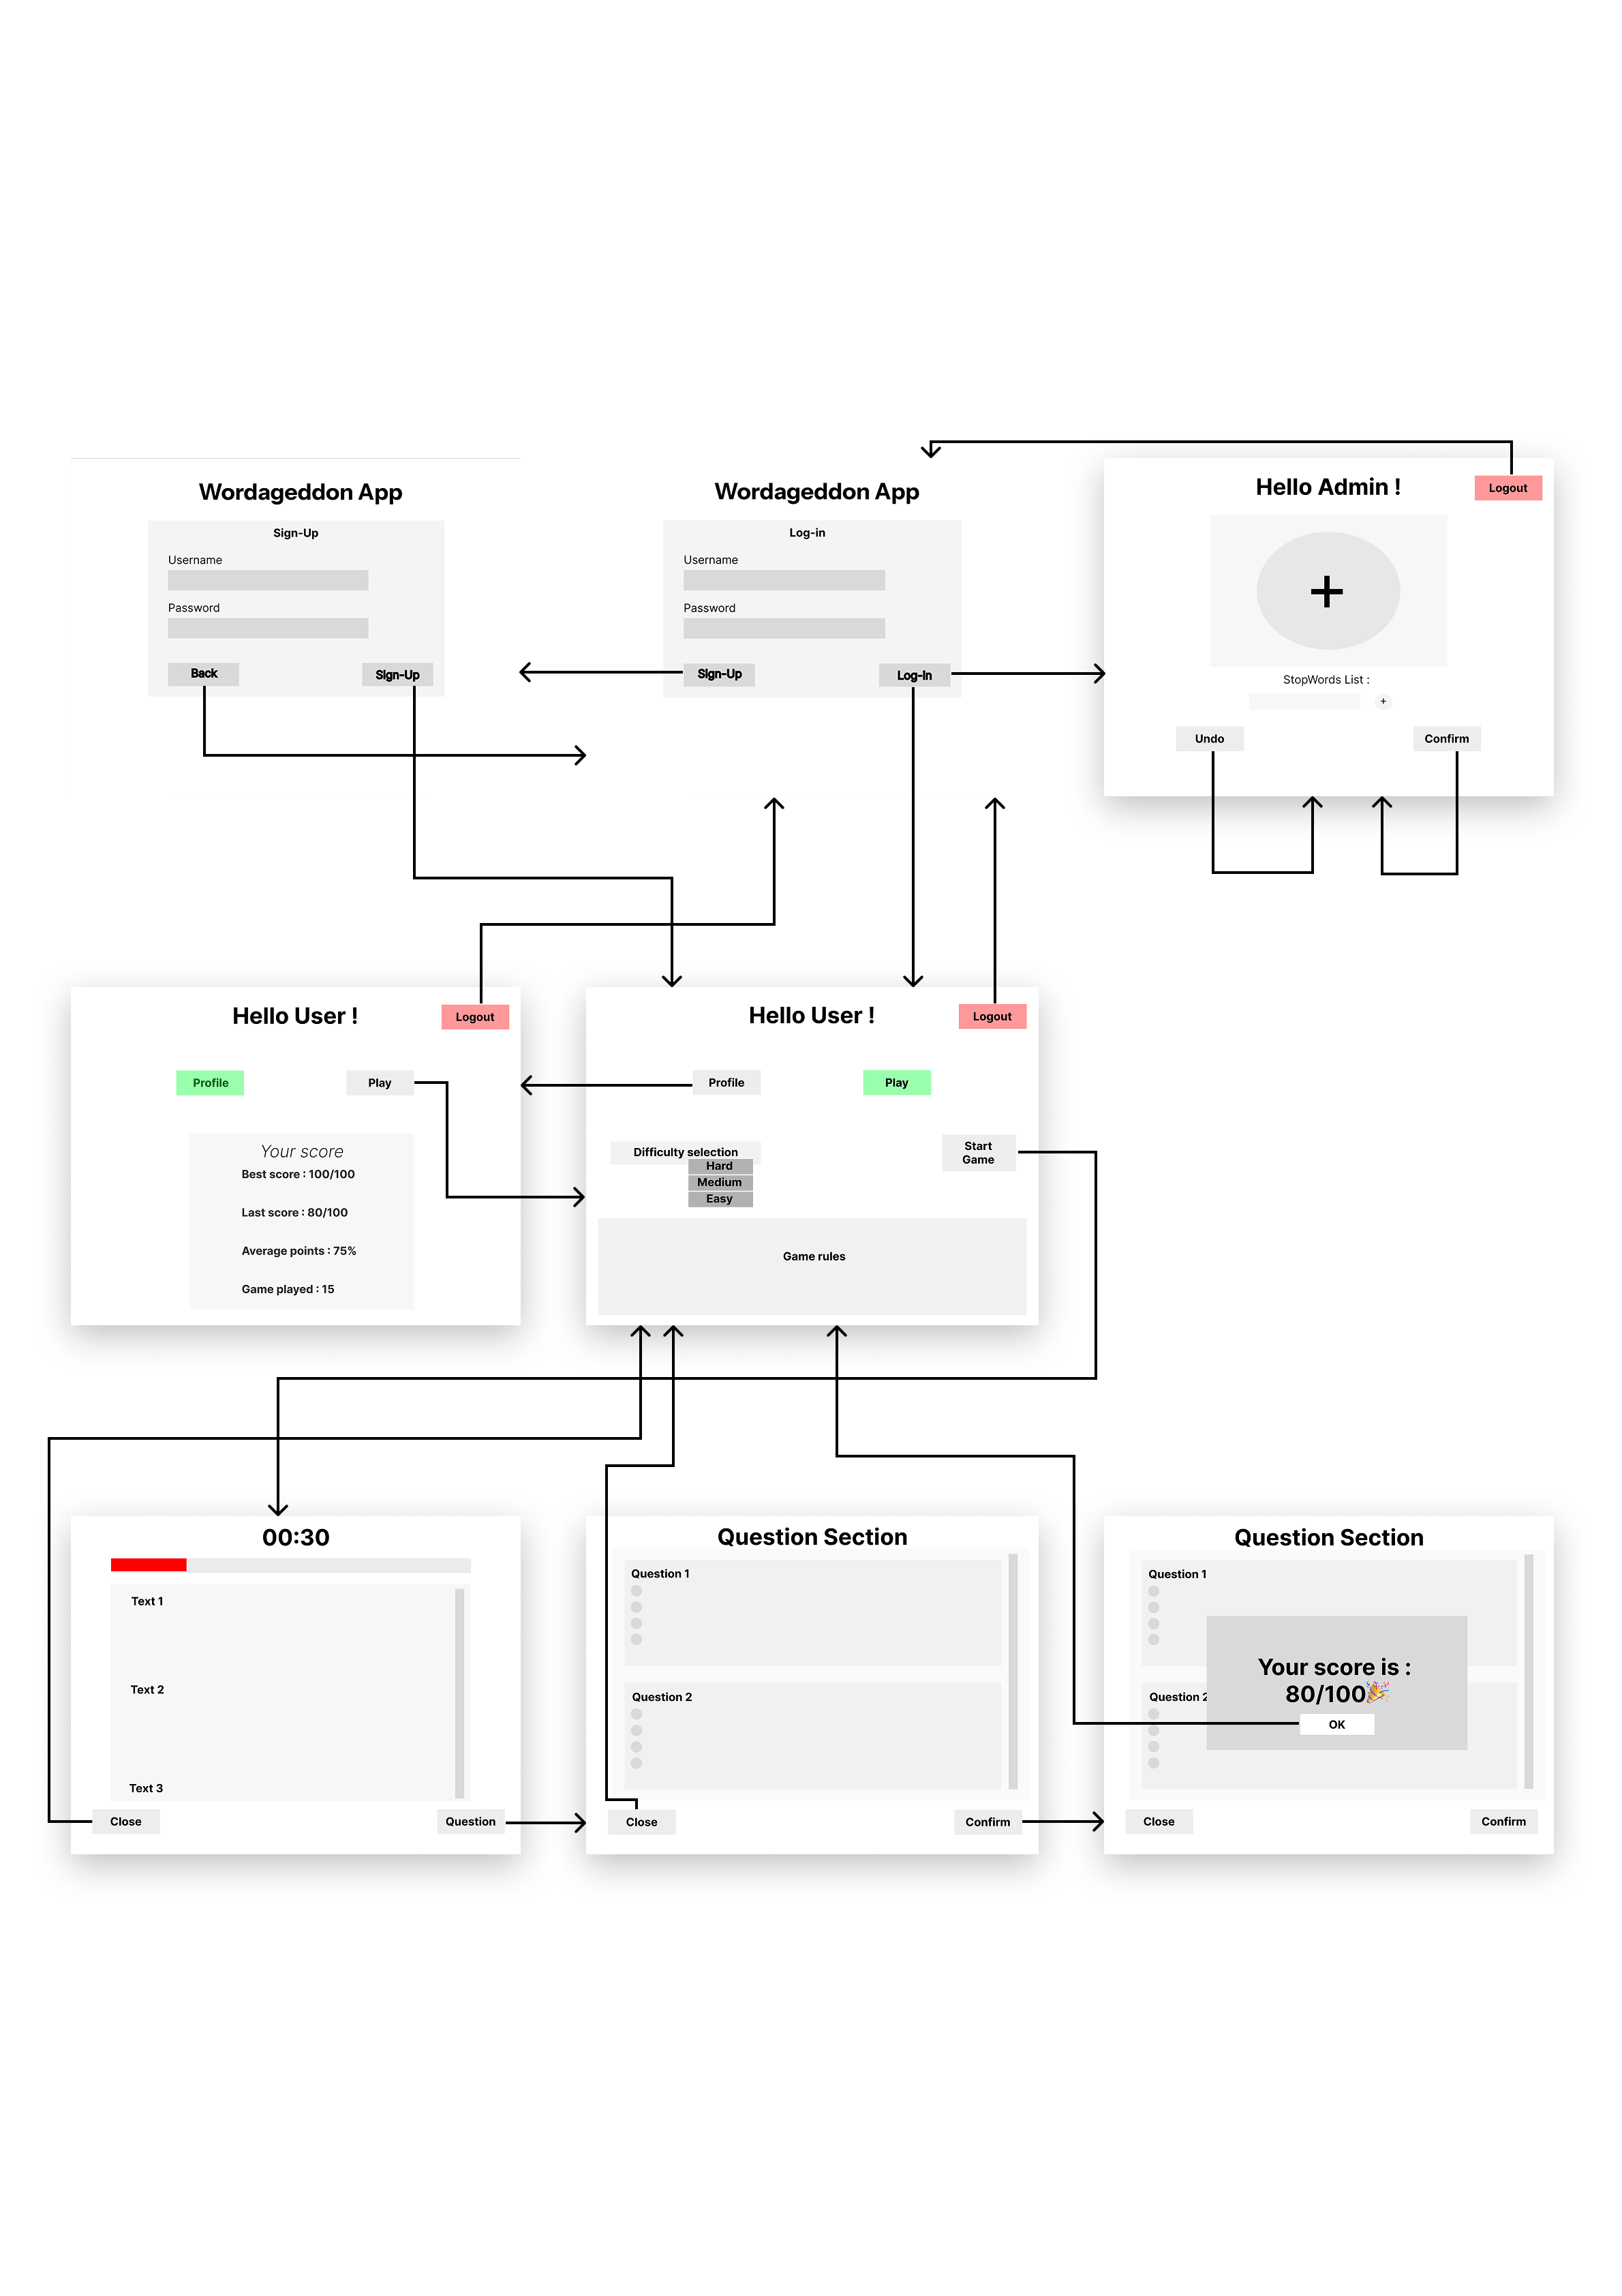 Wordageddon App
Sign-Up
Username
Password
Back
Sign-Up
Wordageddon App
Log-in
Username
Password
Sign-Up
Log-in
Hello Admin !
Logout
+
StopWords List :
+
Undo
Confirm
Hello User !
Logout
Profile
Play
Your score
Best score : 100/100
Last score : 80/100
Average points : 75%
Game played : 15
Hello User !
Logout
Profile
Play
Difficulty selection
Hard
Medium
Easy
Start
Game
Game rules
00:30
Text 1
Text 2
Text 3
Close
Question
Question Section
Question 1
Question 2
Close
Confirm
Question Section
Question 1
Question 2
Your score is :
80/100🎉
OK
Close
Confirm